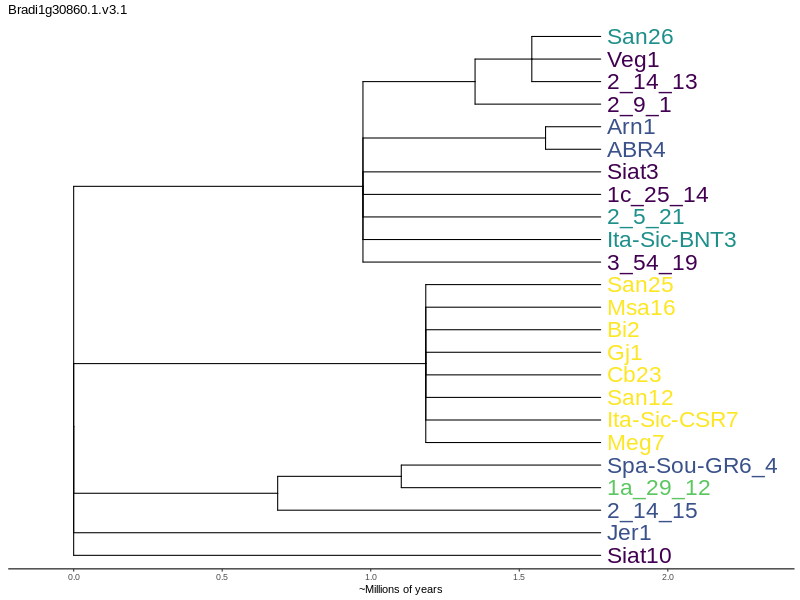 Bradi1g30860.1.v3.1
San26
Veg1
2_14_13
2_9_1
Arn1
ABR4
Siat3
1c_25_14
2_5_21
Ita-Sic-BNT3
3_54_19
San25
Msa16
Bi2
Gj1
Cb23
San12
Ita-Sic-CSR7
Meg7
Spa-Sou-GR6_4
1a_29_12
2_14_15
Jer1
Siat10
0.0 0.5 1.0 1.5 2.0
~Millions of years